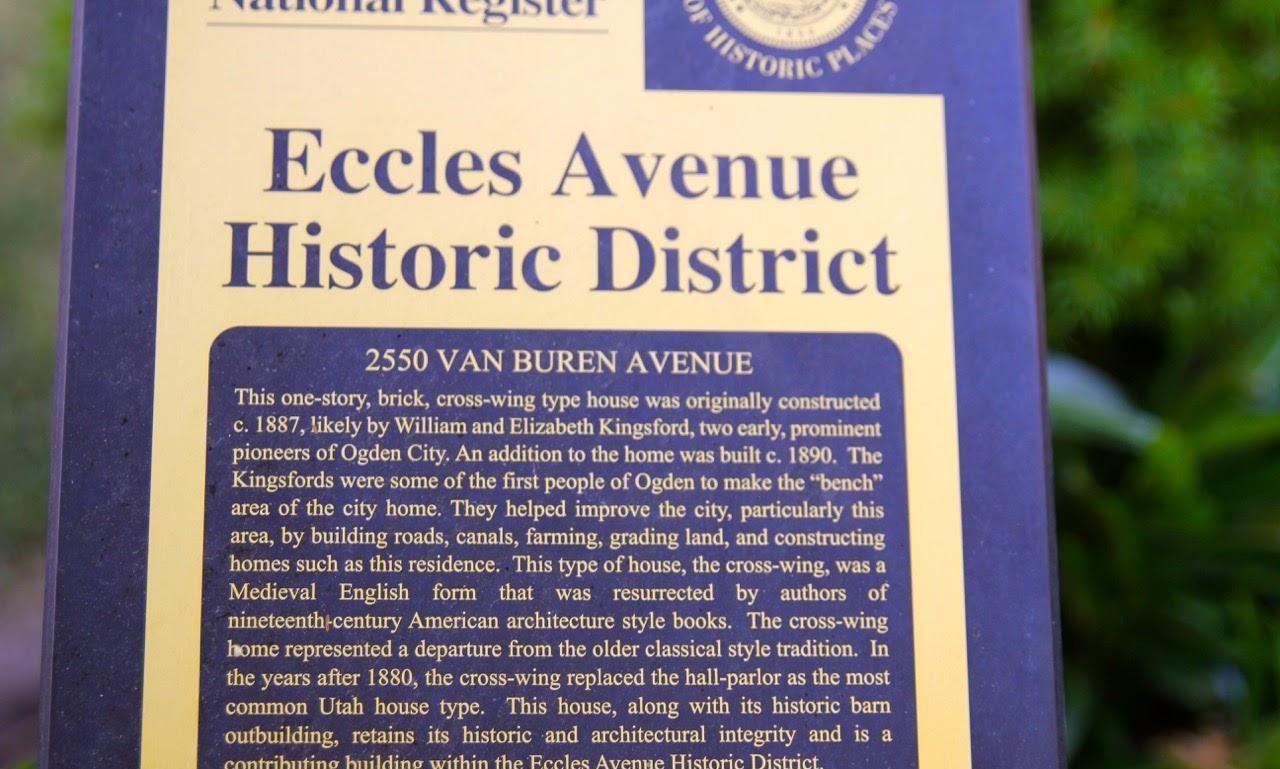 National Register
OF HISTORIC PLACES
Eccles Avenue
Historic District
2550 VAN BUREN AVENUE
This one-story, brick, cross-wing type house was originally constructed
c. 1887, likely by William and Elizabeth Kingsford, two early, prominent
pioneers of Ogden City. An addition to the home was built c. 1890. The
Kingsfords were some of the first people of Ogden to make the “bench”
area of the city home. They helped improve the city, particularly this
area, by building roads, canals, farming, grading land, and constructing
homes such as this residence. This type of house, the cross-wing, was a
Medieval English form that was resurrected by authors of
nineteenth-century American architecture style books. The cross-wing
home represented a departure from the older classical style tradition. In
the years after 1880, the cross-wing replaced the hall-parlor as the most
common Utah house type. This house, along with its historic barn
outbuilding, retains its historic and architectural integrity and is a
contributing building within the Eccles Avenue Historic District.